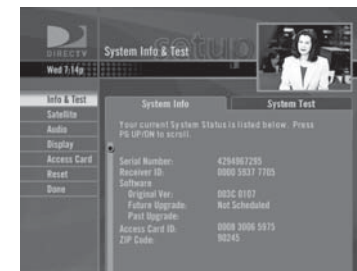 DIRECTV
setup
System Info & Test
Wed 7:14p
Info & Test
Satellite
Audio
Display
Access Card
Reset
Done
System Info
System Test
Your current System Status is listed below. Press
PG UP/DN to scroll.
Serial Number: 4294967295
Receiver ID: 0000 5937 7705
Software
Original Ver: 003C 0107
Future Upgrade: Not Scheduled
Past Upgrade:
Access Card ID: 0008 3006 5975
ZIP Code: 90245